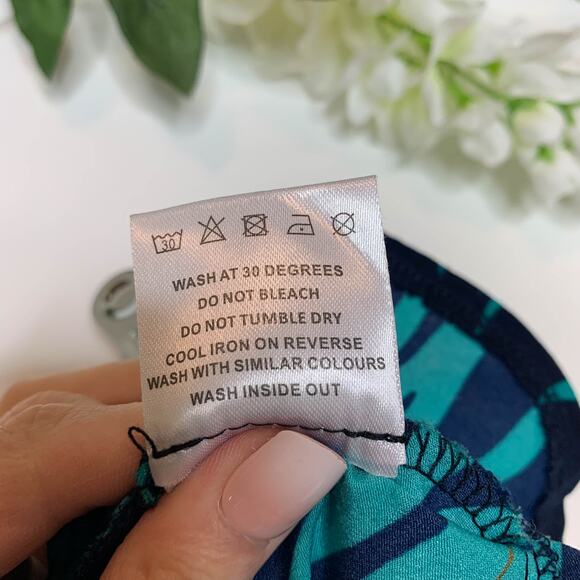 30
WASH AT 30 DEGREES
DO NOT BLEACH
DO NOT TUMBLE DRY
COOL IRON ON REVERSE
WASH WITH SIMILAR COLOURS
WASH INSIDE OUT